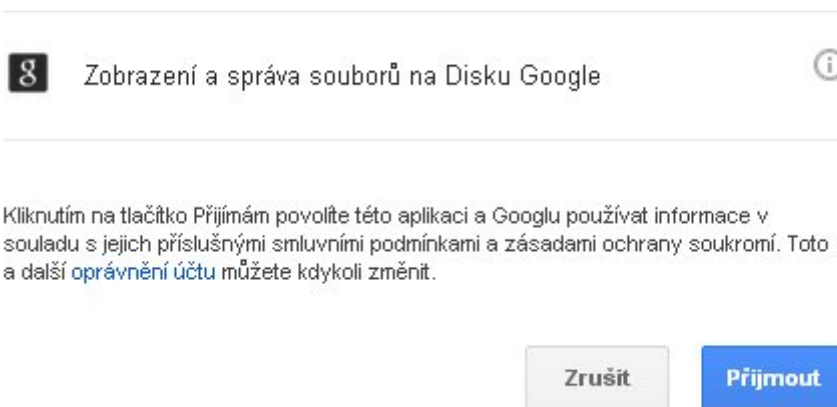 g
Zobrazení a správa souborů na Disku Google
i
Kliknutím na tlačítko Přijímám povolíte této aplikaci a Googlu používat informace v
souladu s jejich příslušnými smluvními podmínkami a zásadami ochrany soukromí. Toto
a další oprávnění účtu můžete kdykoli změnit.
Zrušit
Přijmout